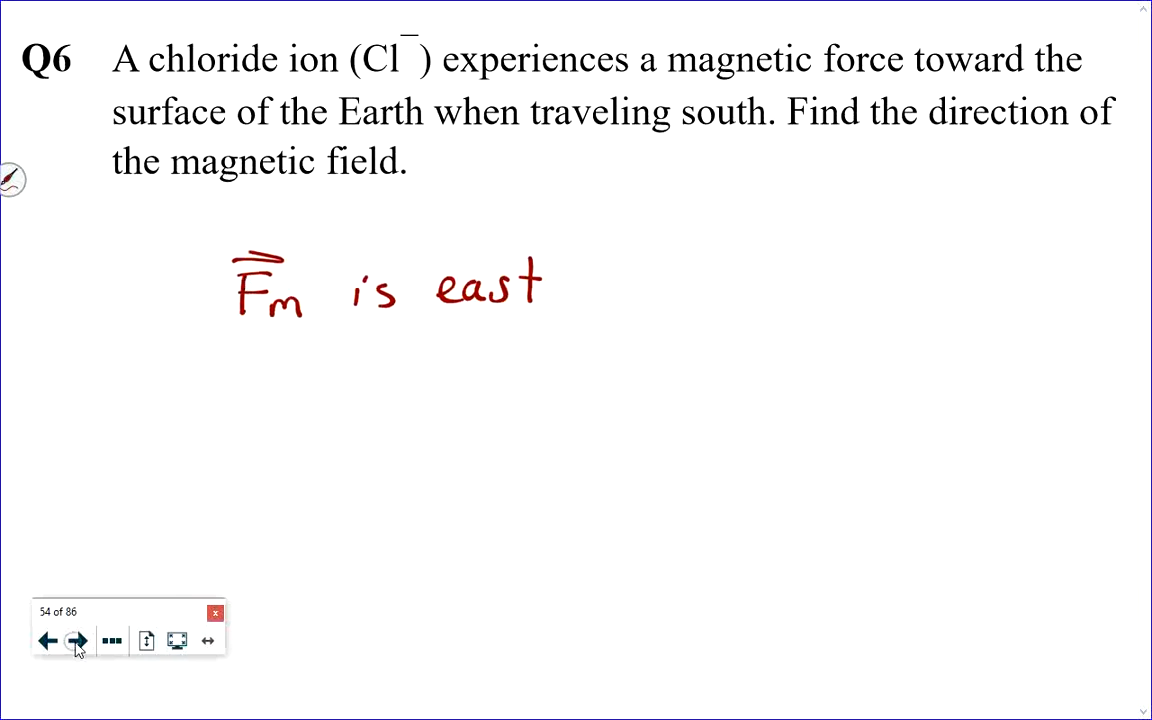 Q6 A chloride ion (Cl⁻) experiences a magnetic force toward the
surface of the Earth when traveling south. Find the direction of
the magnetic field.
F⃗m is east
54 of 86
x